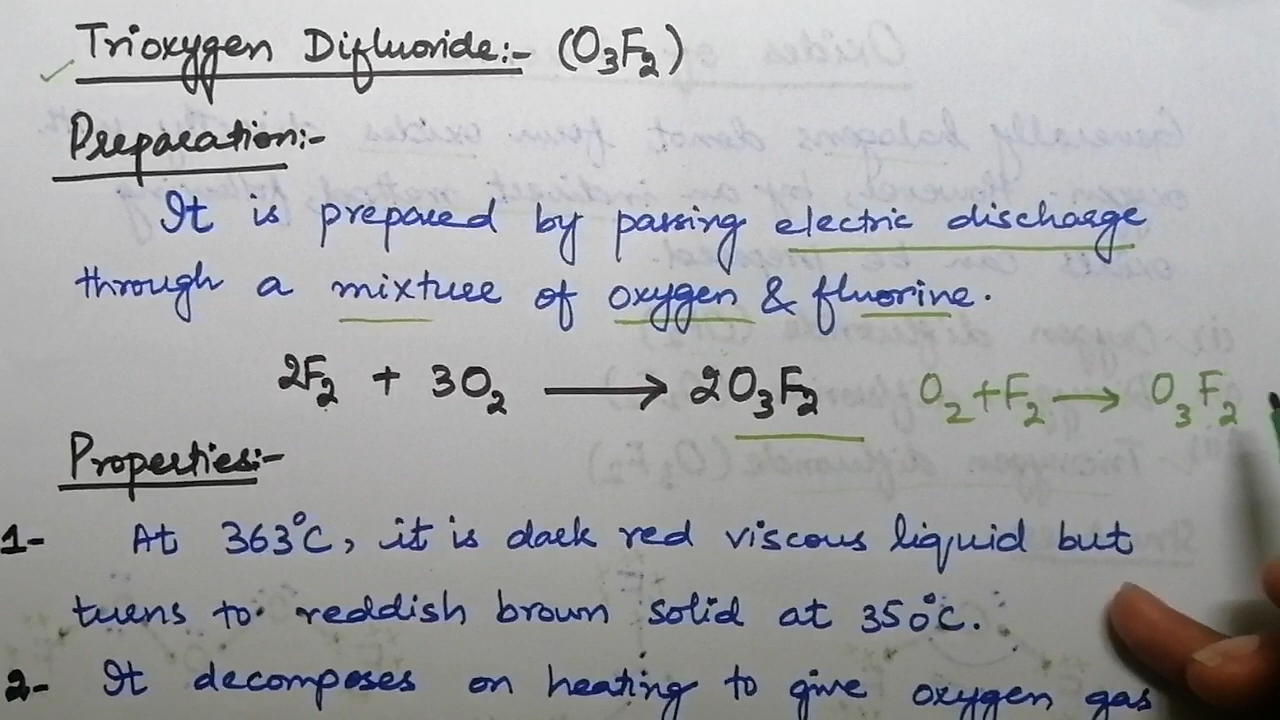 Trioxygen Difluoride:- (O₃F₂)
Preparation:-
It is prepared by passing electric discharge
through a mixture of oxygen & fluorine.
2F₂ + 3O₂ ⟶ 2O₃F₂ O₂+F₂ ⟶ O₃F₂
Properties:-
1- At 363°C, it is dark red viscous liquid but
turns to reddish brown solid at 350°C.
2- It decomposes on heating to give oxygen gas